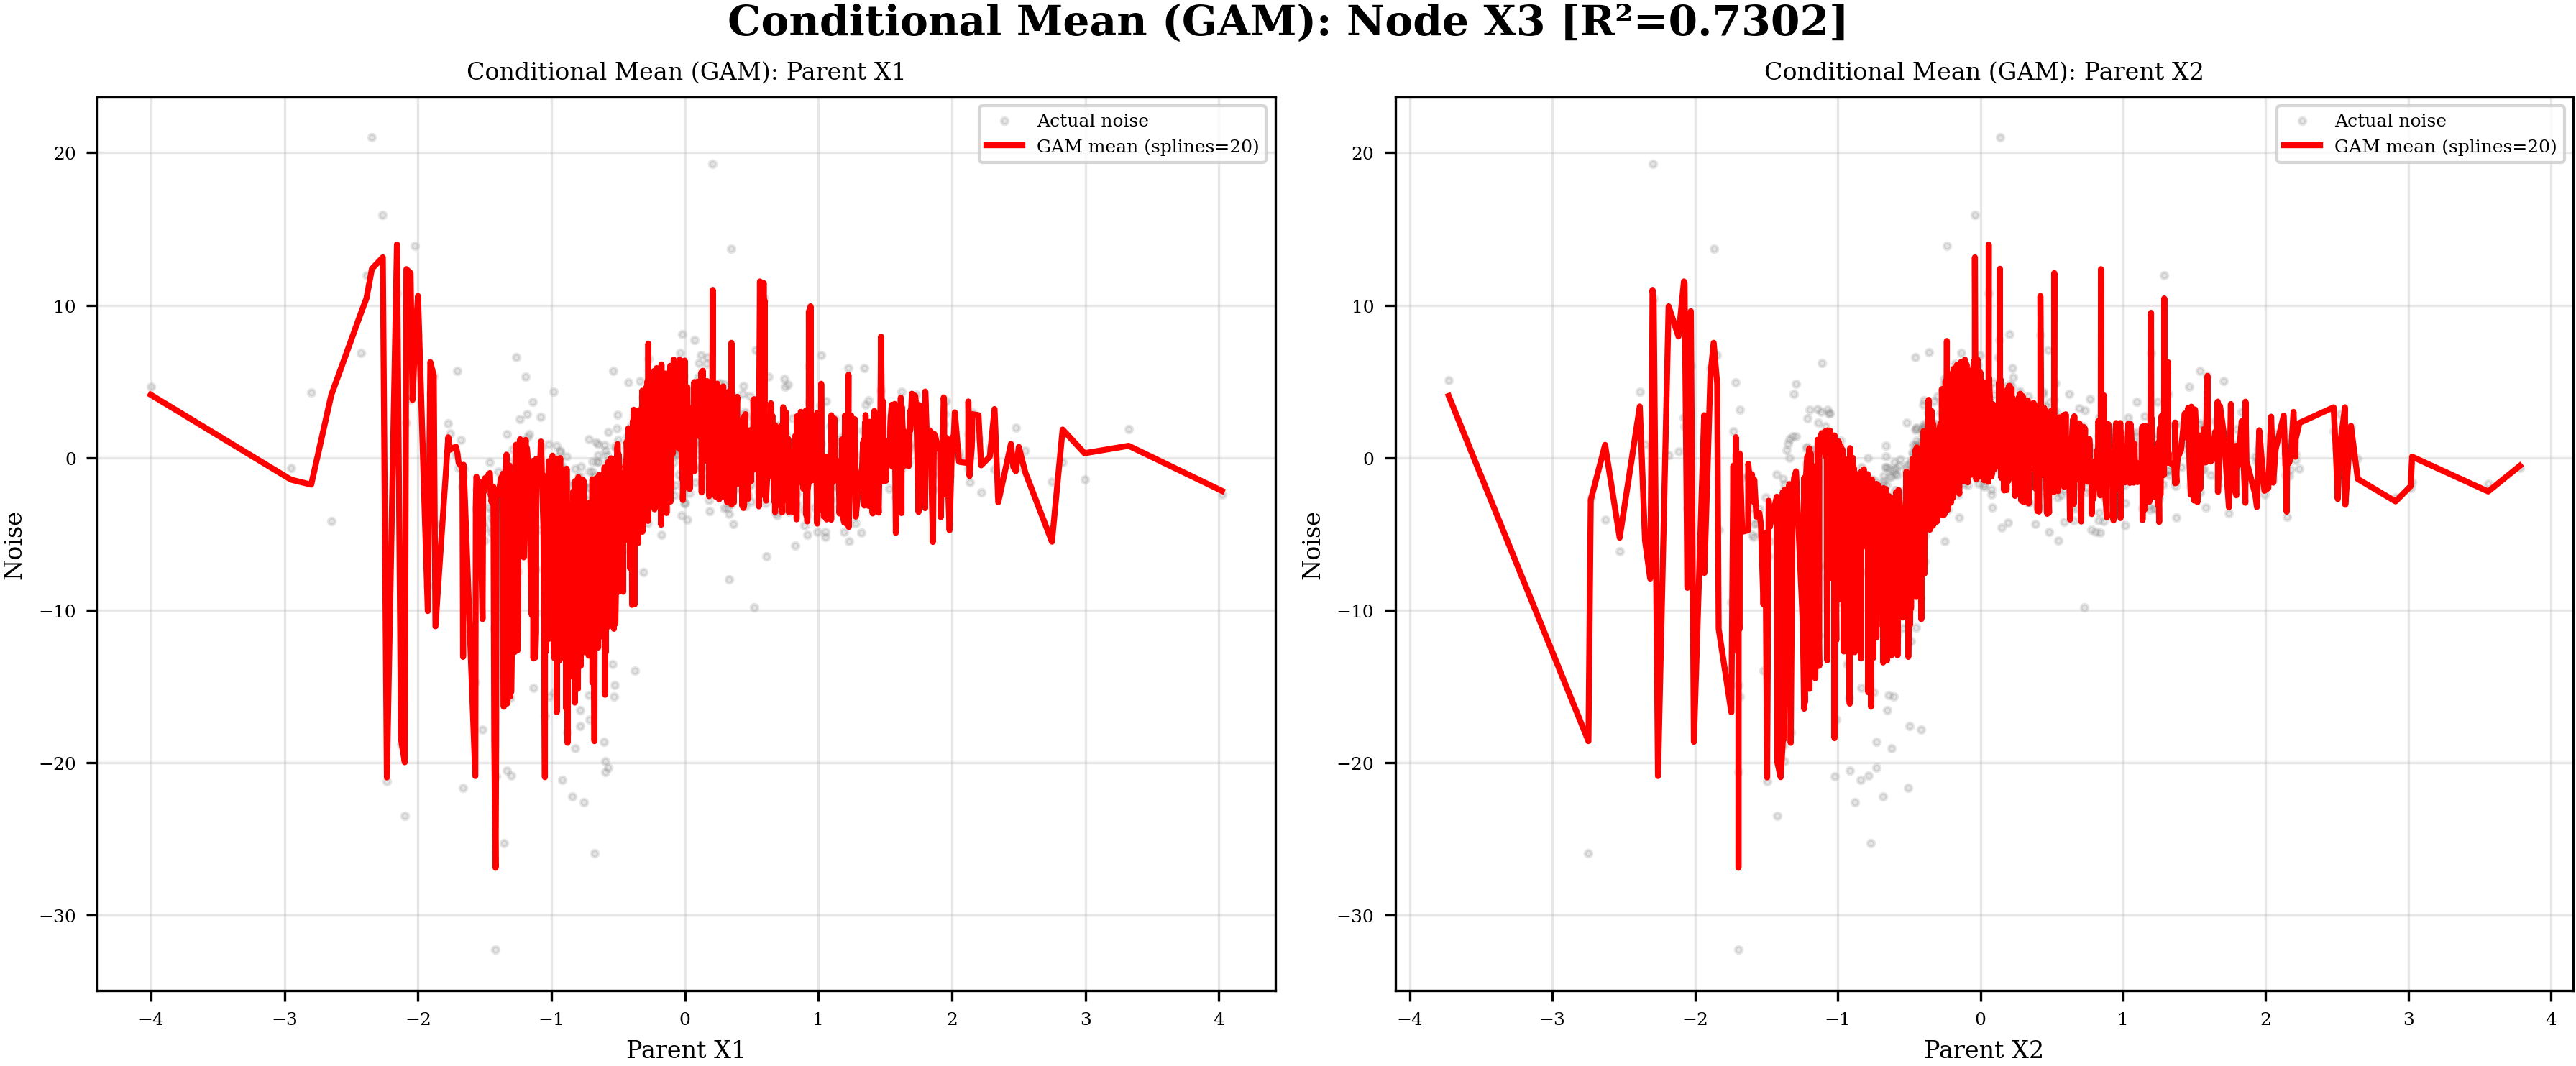 Conditional Mean (GAM): Node X3 [R²=0.7302]
Conditional Mean (GAM): Parent X1
Actual noise
GAM mean (splines=20)
20
10
0
−10
−20
−30
Noise
−4 −3 −2 −1 0 1 2 3 4
Parent X1
Conditional Mean (GAM): Parent X2
Actual noise
GAM mean (splines=20)
20
10
0
−10
−20
−30
Noise
−4 −3 −2 −1 0 1 2 3 4
Parent X2